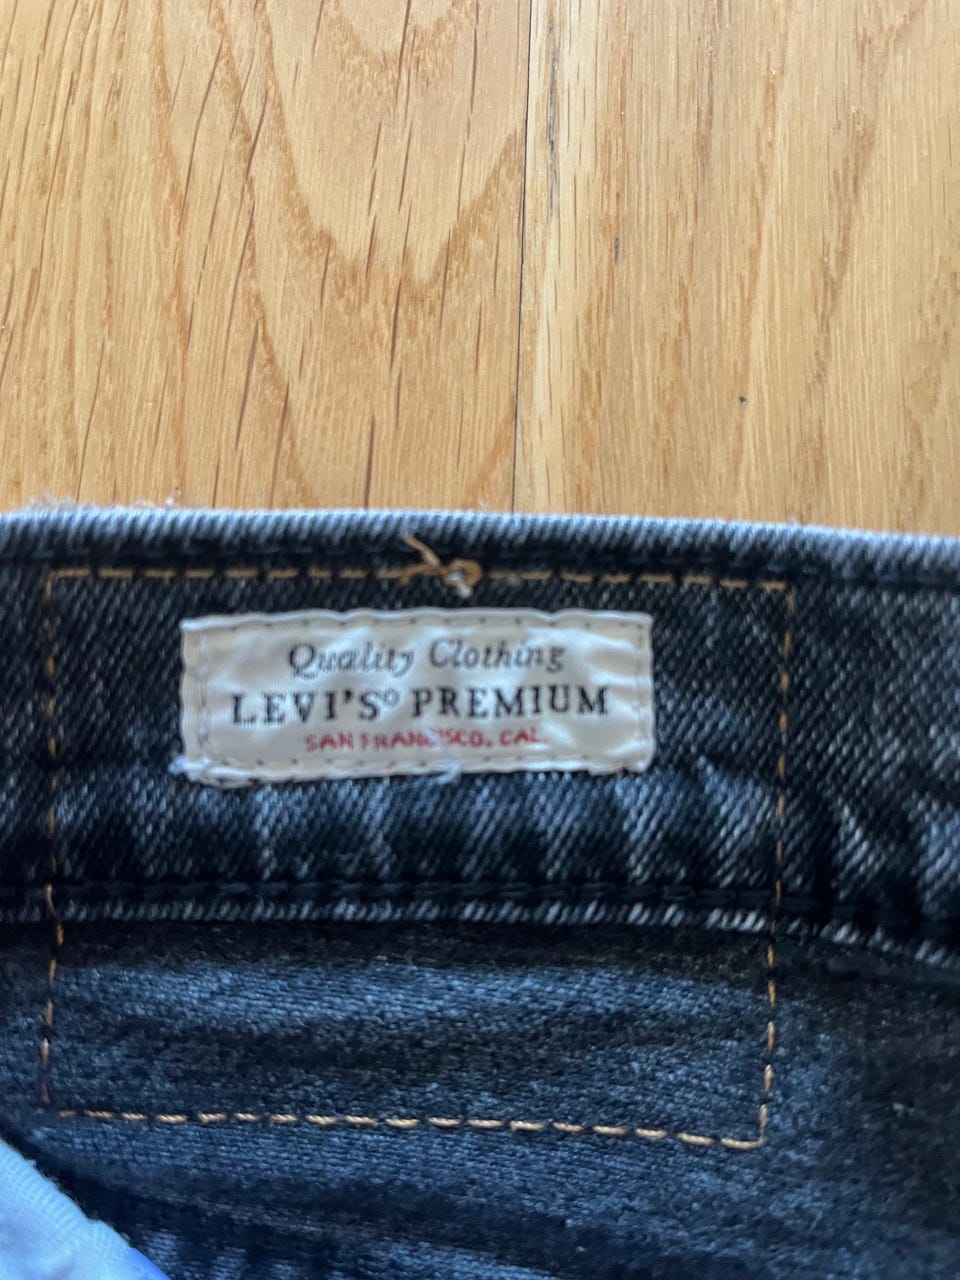 Quality Clothing
LEVI'S® PREMIUM
SAN FRANCISCO, CAL